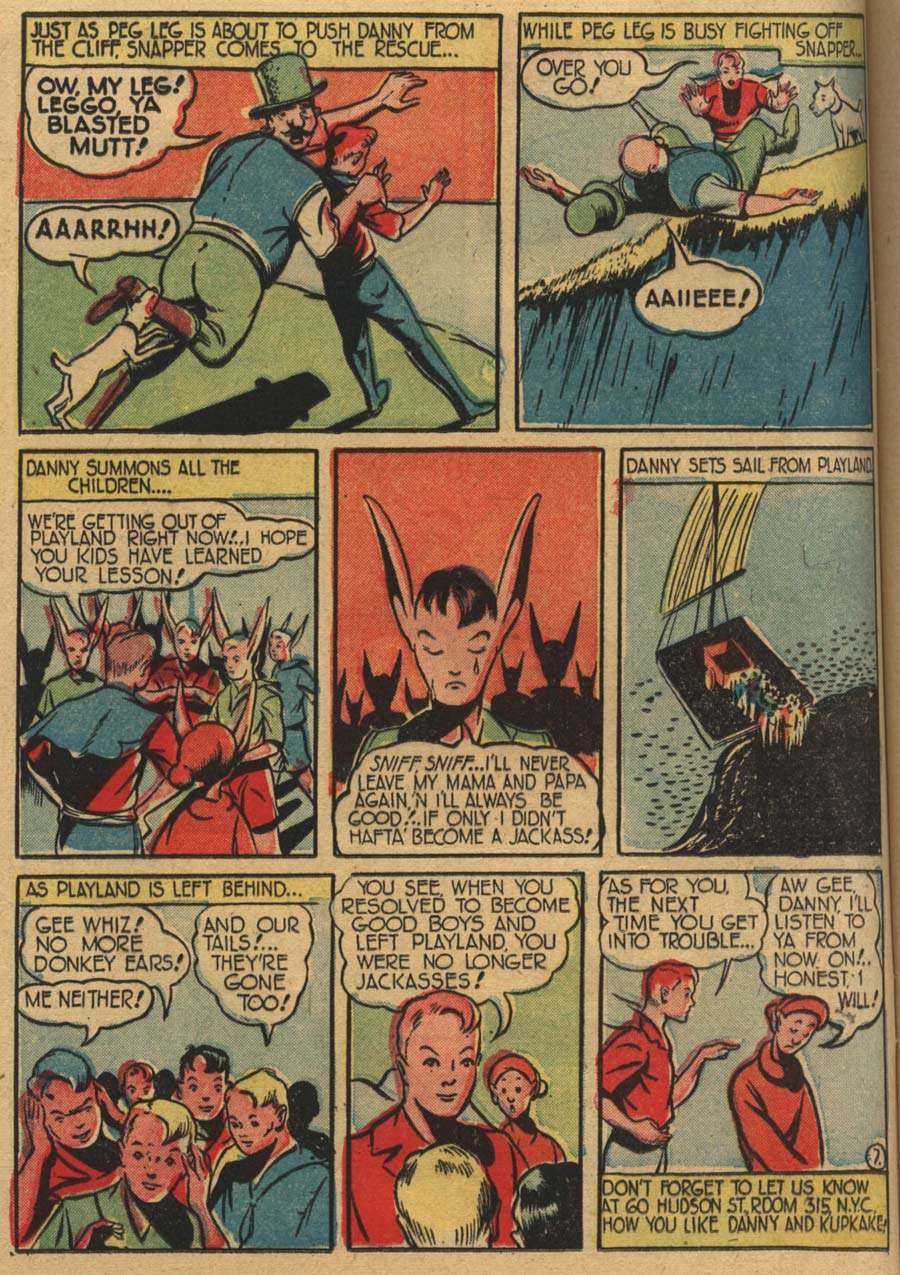 JUST AS PEG LEG IS ABOUT TO PUSH DANNY FROM
THE CLIFF, SNAPPER COMES TO THE RESCUE...
OW, MY LEG!
LEGGO, YA
BLASTED
MUTT!
AAARRHH!
WHILE PEG LEG IS BUSY FIGHTING OFF
SNAPPER...
OVER YOU
GO!
AAIIEEE!
DANNY SUMMONS ALL THE
CHILDREN....
WE'RE GETTING OUT OF
PLAYLAND RIGHT NOW!..I HOPE
YOU KIDS HAVE LEARNED
YOUR LESSON!
SNIFF, SNIFF...I'LL NEVER
LEAVE MY MAMA AND PAPA
AGAIN, 'N I'LL ALWAYS BE
GOOD!..IF ONLY I DIDN'T
HAFTA BECOME A JACKASS!
DANNY SETS SAIL FROM PLAYLAND.
AS PLAYLAND IS LEFT BEHIND...
GEE WHIZ!
NO MORE
DONKEY EARS!
ME NEITHER!
AND OUR
TAILS!...
THEY'RE
GONE
TOO!
YOU SEE, WHEN YOU
RESOLVED TO BECOME
GOOD BOYS AND
LEFT PLAYLAND, YOU
WERE NO LONGER
JACKASSES!
AS FOR YOU,
THE NEXT
TIME YOU GET
INTO TROUBLE...
AW GEE,
DANNY, I'LL
LISTEN TO
YA FROM
NOW ON!..
HONEST I
WILL!
7.
DON'T FORGET TO LET US KNOW
AT 60 HUDSON ST., ROOM 315, N.Y.C.
HOW YOU LIKE DANNY AND KUPKAKE!